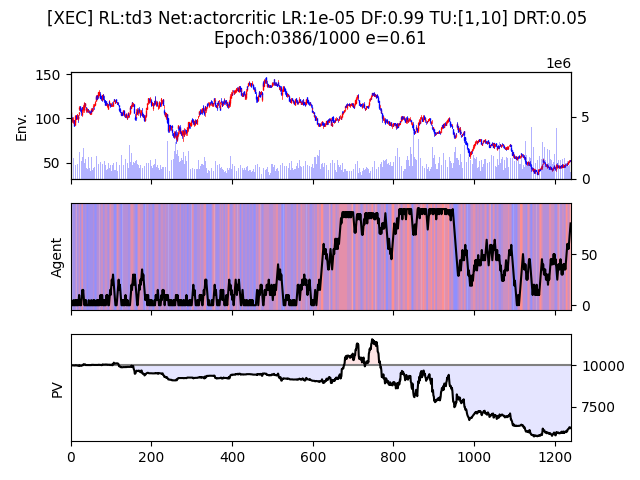 [XEC] RL:td3 Net:actorcritic LR:1e-05 DF:0.99 TU:[1,10] DRT:0.05
Epoch:0386/1000 e=0.61
1e6
150
100
50
Env.
5
0
Agent
50
0
PV
10000
7500
0 200 400 600 800 1000 1200